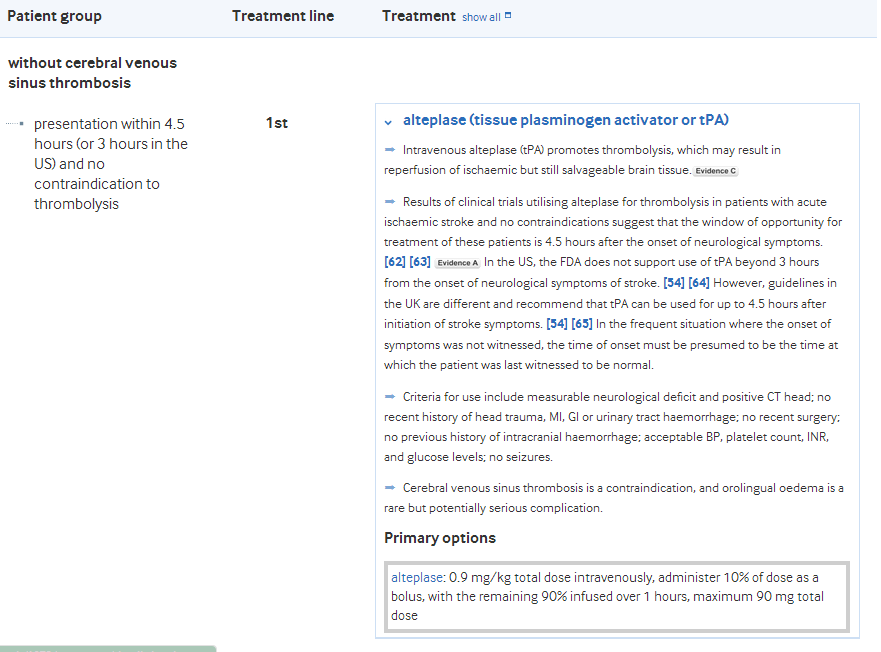 Patient group
Treatment line
Treatment show all
without cerebral venous
sinus thrombosis
presentation within 4.5
hours (or 3 hours in the
US) and no
contraindication to
thrombolysis
1st
alteplase (tissue plasminogen activator or tPA)
Intravenous alteplase (tPA) promotes thrombolysis, which may result in
reperfusion of ischaemic but still salvageable brain tissue. Evidence C
Results of clinical trials utilising alteplase for thrombolysis in patients with acute
ischaemic stroke and no contraindications suggest that the window of opportunity for
treatment of these patients is 4.5 hours after the onset of neurological symptoms.
[62] [63] Evidence A In the US, the FDA does not support use of tPA beyond 3 hours
from the onset of neurological symptoms of stroke. [54] [64] However, guidelines in
the UK are different and recommend that tPA can be used for up to 4.5 hours after
initiation of stroke symptoms. [54] [65] In the frequent situation where the onset of
symptoms was not witnessed, the time of onset must be presumed to be the time at
which the patient was last witnessed to be normal.
Criteria for use include measurable neurological deficit and positive CT head; no
recent history of head trauma, MI, GI or urinary tract haemorrhage; no recent surgery;
no previous history of intracranial haemorrhage; acceptable BP, platelet count, INR,
and glucose levels; no seizures.
Cerebral venous sinus thrombosis is a contraindication, and orolingual oedema is a
rare but potentially serious complication.
Primary options
alteplase: 0.9 mg/kg total dose intravenously, administer 10% of dose as a
bolus, with the remaining 90% infused over 1 hours, maximum 90 mg total
dose